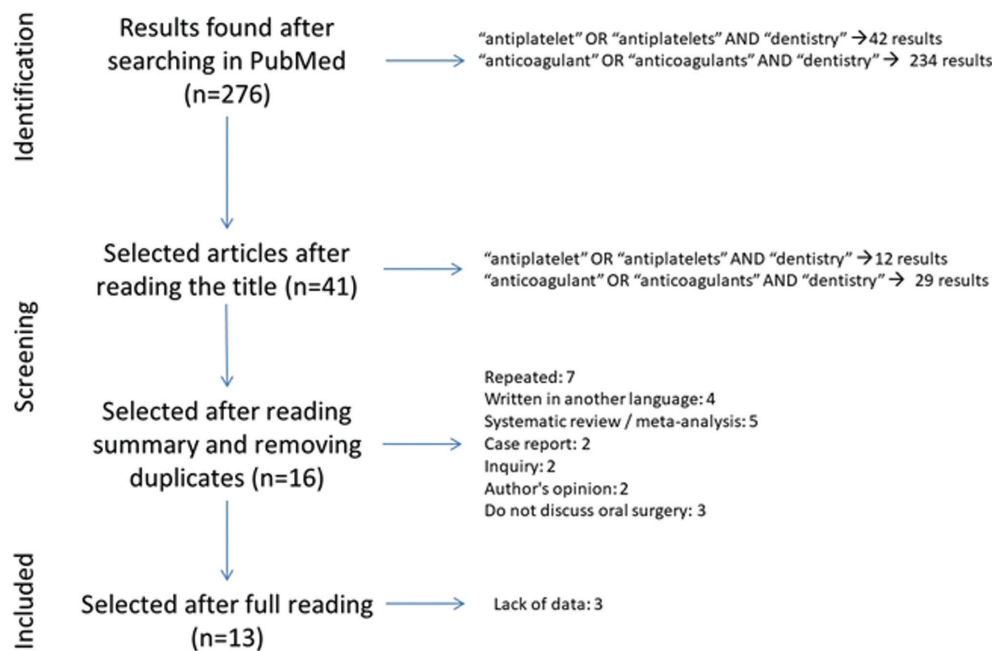 Identification
Results found after
searching in PubMed
(n=276)
“antiplatelet” OR “antiplatelets” AND “dentistry” →42 results
“anticoagulant” OR “anticoagulants” AND “dentistry” → 234 results
Screening
Selected articles after
reading the title (n=41)
“antiplatelet” OR “antiplatelets” AND “dentistry” →12 results
“anticoagulant” OR “anticoagulants” AND “dentistry” → 29 results
Selected after reading
summary and removing
duplicates (n=16)
Repeated: 7
Written in another language: 4
Systematic review / meta-analysis: 5
Case report: 2
Inquiry: 2
Author's opinion: 2
Do not discuss oral surgery: 3
Included
Selected after full reading
(n=13)
Lack of data: 3